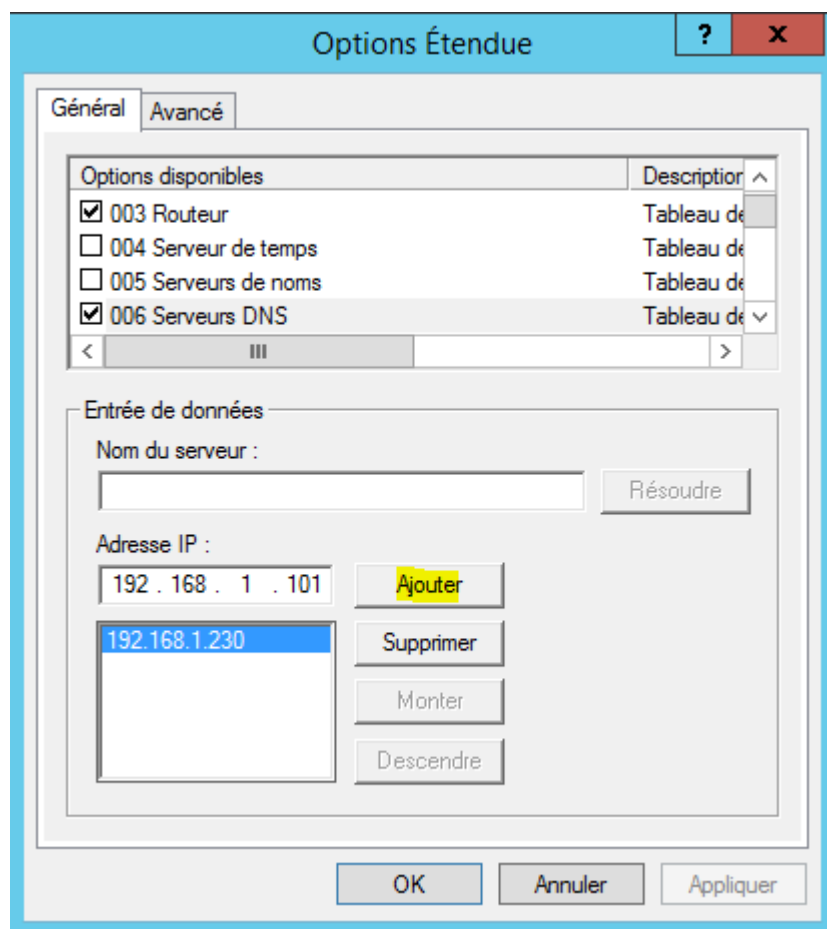 Options Étendue
? x
Général Avancé
Options disponibles Description
003 Routeur Tableau de
004 Serveur de temps Tableau de
005 Serveurs de noms Tableau de
006 Serveurs DNS Tableau de
Entrée de données
Nom du serveur :
Résoudre
Adresse IP :
192 . 168 . 1 . 101 Ajouter
192.168.1.230 Supprimer
Monter
Descendre
OK Annuler Appliquer